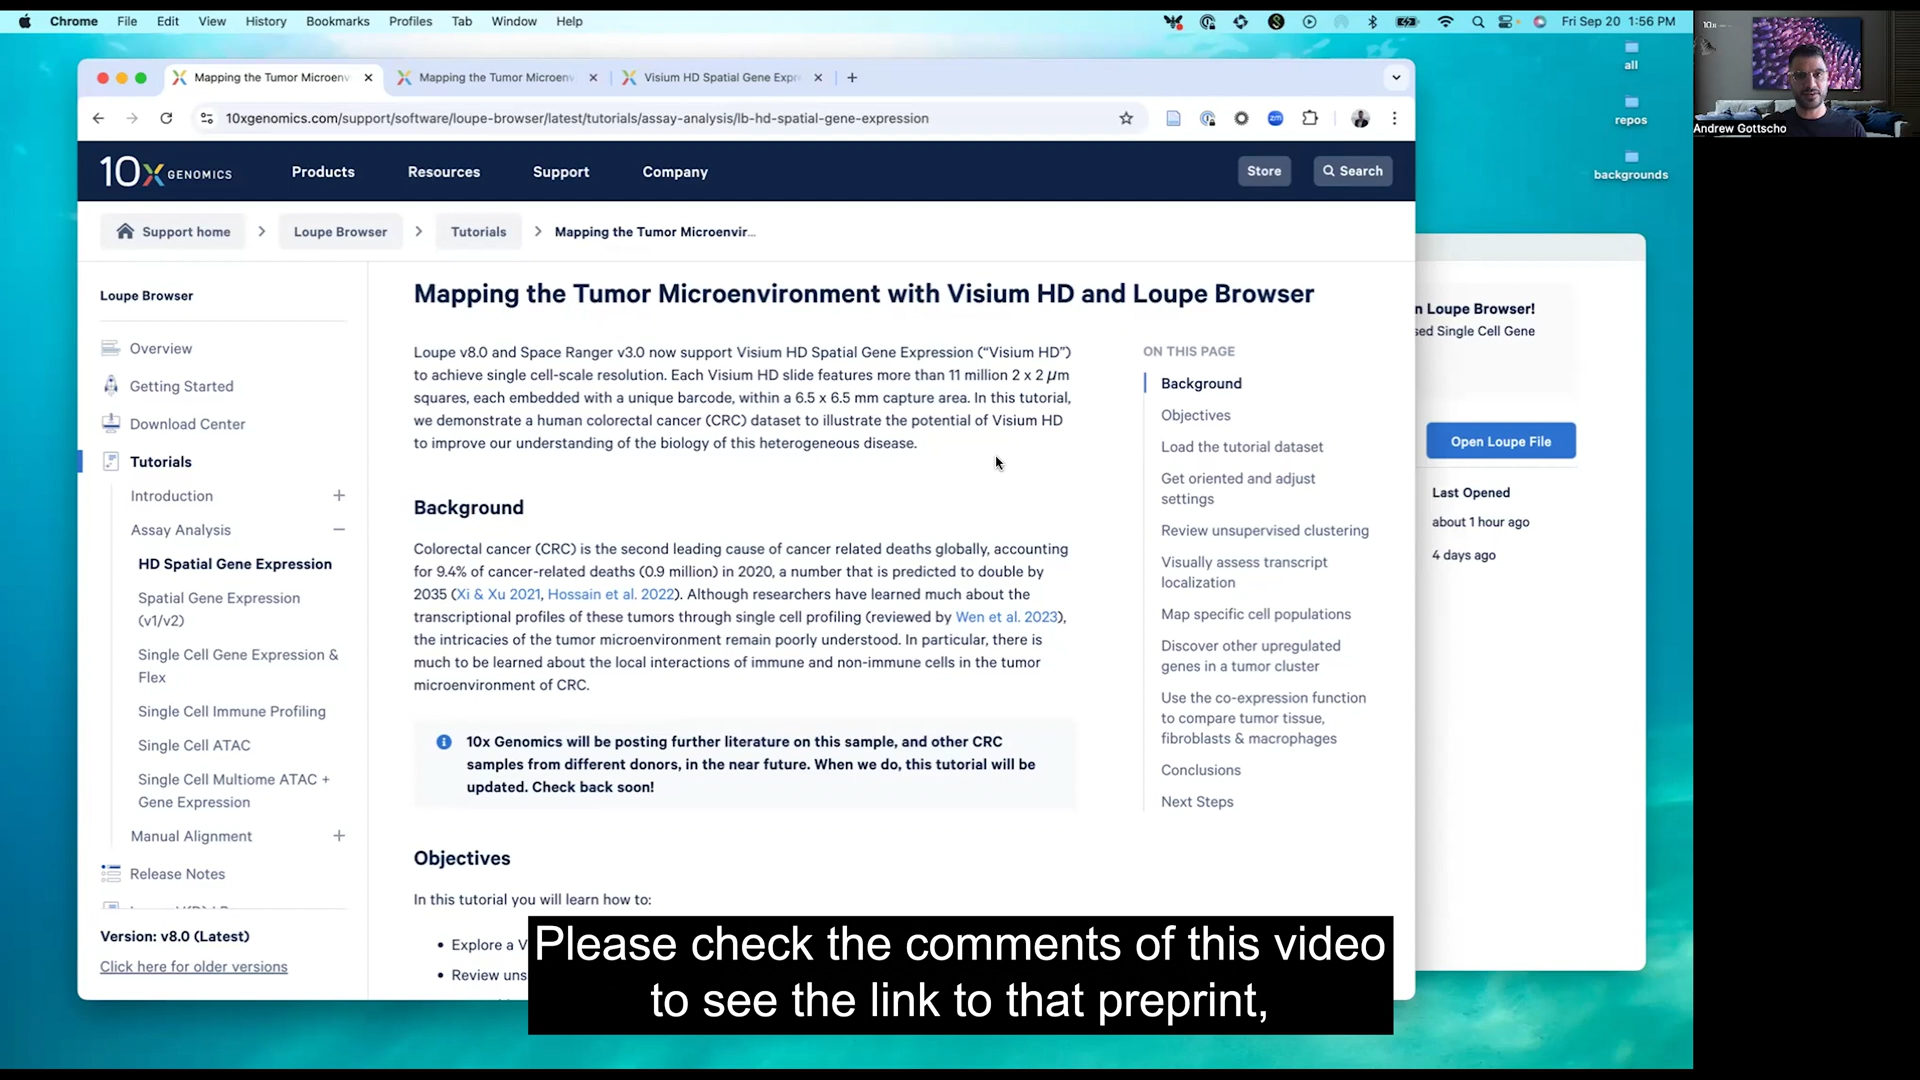 Chrome File Edit View History Bookmarks Profiles Tab Window Help
Fri Sep 20 1:56 PM
all
repos
backgrounds
Andrew Gottscho
Mapping the Tumor Microenv
Mapping the Tumor Microen
Visium HD Spatial Gene Expr
10xgenomics.com/support/software/loupe-browser/latest/tutorials/assay-analysis/lb-hd-spatial-gene-expression
10X GENOMICS
Products Resources Support Company
Store Search
Support home Loupe Browser Tutorials Mapping the Tumor Microenvir...
Loupe Browser
Overview
Getting Started
Download Center
Tutorials
Introduction
Assay Analysis
HD Spatial Gene Expression
Spatial Gene Expression
(v1/v2)
Single Cell Gene Expression &
Flex
Single Cell Immune Profiling
Single Cell ATAC
Single Cell Multiome ATAC +
Gene Expression
Manual Alignment
Release Notes
Version: v8.0 (Latest)
Click here for older versions
Mapping the Tumor Microenvironment with Visium HD and Loupe Browser
Loupe v8.0 and Space Ranger v3.0 now support Visium HD Spatial Gene Expression (“Visium HD”)
to achieve single cell-scale resolution. Each Visium HD slide features more than 11 million 2 x 2 μm
squares, each embedded with a unique barcode, within a 6.5 x 6.5 mm capture area. In this tutorial,
we demonstrate a human colorectal cancer (CRC) dataset to illustrate the potential of Visium HD
to improve our understanding of the biology of this heterogeneous disease.
Background
Colorectal cancer (CRC) is the second leading cause of cancer related deaths globally, accounting
for 9.4% of cancer-related deaths (0.9 million) in 2020, a number that is predicted to double by
2035 (Xi & Xu 2021, Hossain et al. 2022). Although researchers have learned much about the
transcriptional profiles of these tumors through single cell profiling (reviewed by Wen et al. 2023),
the intricacies of the tumor microenvironment remain poorly understood. In particular, there is
much to be learned about the local interactions of immune and non-immune cells in the tumor
microenvironment of CRC.
10x Genomics will be posting further literature on this sample, and other CRC
samples from different donors, in the near future. When we do, this tutorial will be
updated. Check back soon!
Objectives
In this tutorial you will learn how to:
Explore a V
Review uns
ON THIS PAGE
Background
Objectives
Load the tutorial dataset
Get oriented and adjust
settings
Review unsupervised clustering
Visually assess transcript
localization
Map specific cell populations
Discover other upregulated
genes in a tumor cluster
Use the co-expression function
to compare tumor tissue,
fibroblasts & macrophages
Conclusions
Next Steps
n Loupe Browser!
sed Single Cell Gene
Open Loupe File
Last Opened
about 1 hour ago
4 days ago
Please check the comments of this video
to see the link to that preprint,